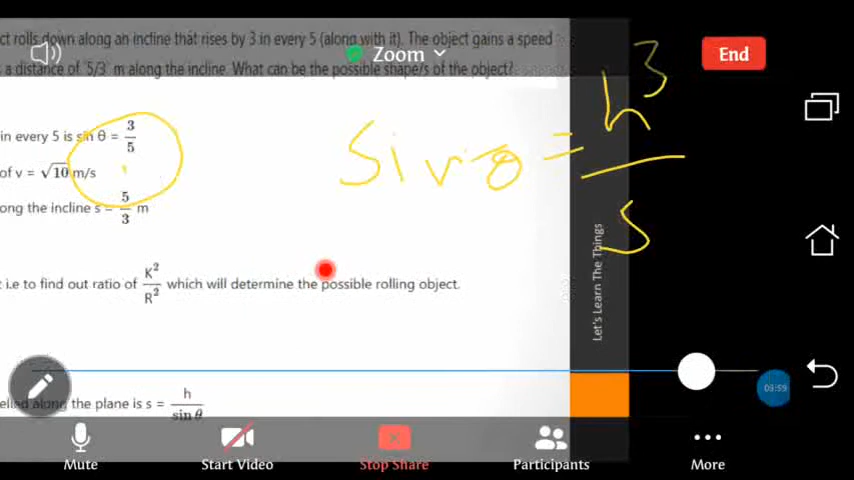 ct rolls down along an incline that rises by 3 in every 5 (along with it). The object gains a speed
Zoom
End
a distance of '5/3' m along the incline. What can be the possible shape/s of the object?
in every 5 is sin θ = 3/5
of v = √10 m/s
ong the incline s = 5/3 m
Sinθ = h/s
3
Let's Learn The Things
t i.e to find out ratio of K²/R² which will determine the possible rolling object.
03:59
elled along the plane is s = h/sin θ
Mute
Start Video
Stop Share
Participants
More